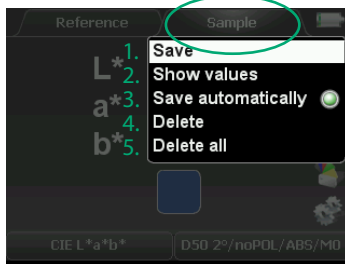 Reference Sample
L* 1. Save
2. Show values
a* 3. Save automatically
4. Delete
b* 5. Delete all
CIE L*a*b* D50 2°/noPOL/ABS/M0